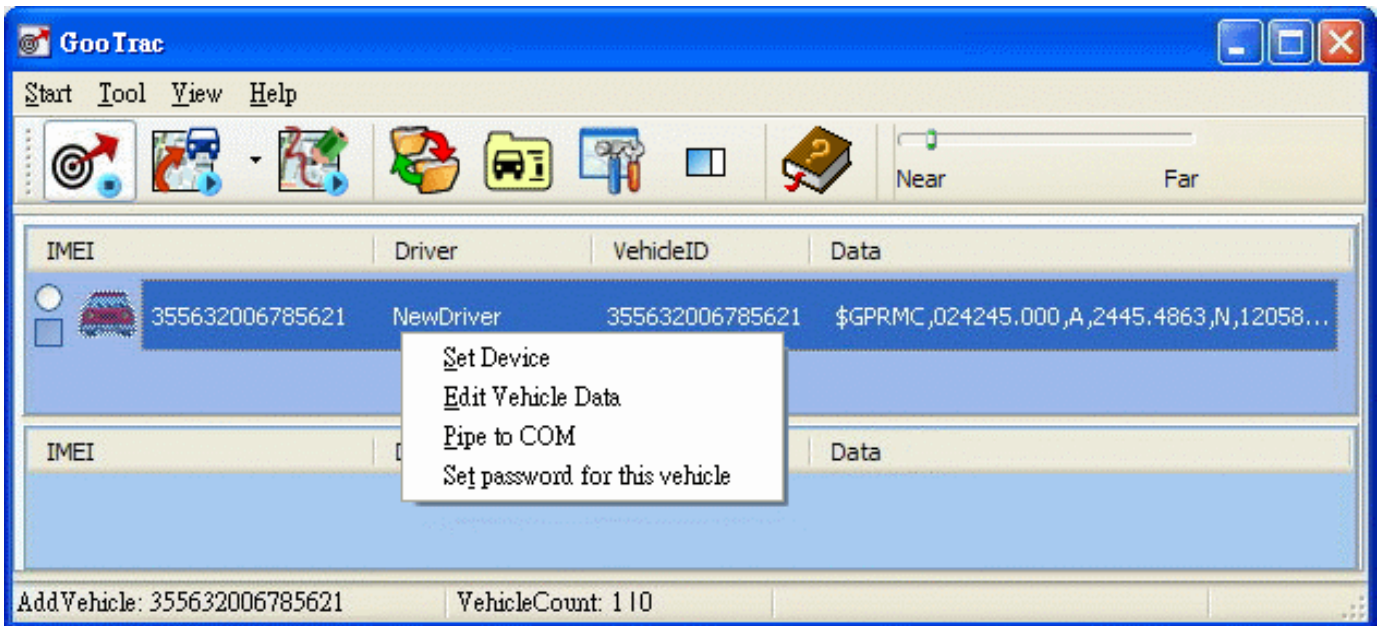 GooTrac
Start Tool View Help
Near Far
IMEI Driver VehicleID Data
355632006785621 NewDriver 355632006785621 $GPRMC,024245.000,A,2445.4863,N,12058...
Set Device
Edit Vehicle Data
Pipe to COM
Set password for this vehicle
IMEI Data
AddVehicle: 355632006785621 VehicleCount: 1|0